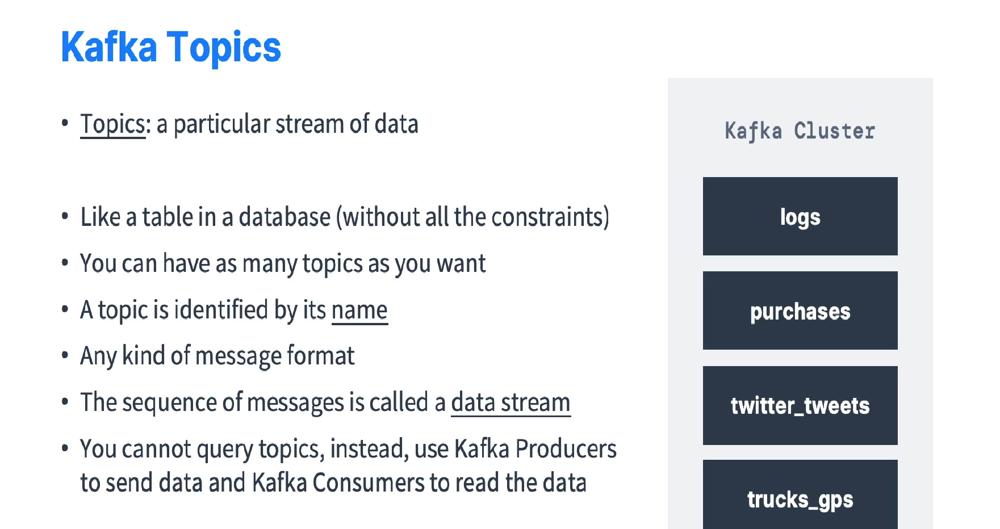 Kafka Topics
• Topics: a particular stream of data
• Like a table in a database (without all the constraints)
• You can have as many topics as you want
• A topic is identified by its name
• Any kind of message format
• The sequence of messages is called a data stream
• You cannot query topics, instead, use Kafka Producers
to send data and Kafka Consumers to read the data
Kafka Cluster
logs
purchases
twitter_tweets
trucks_gps